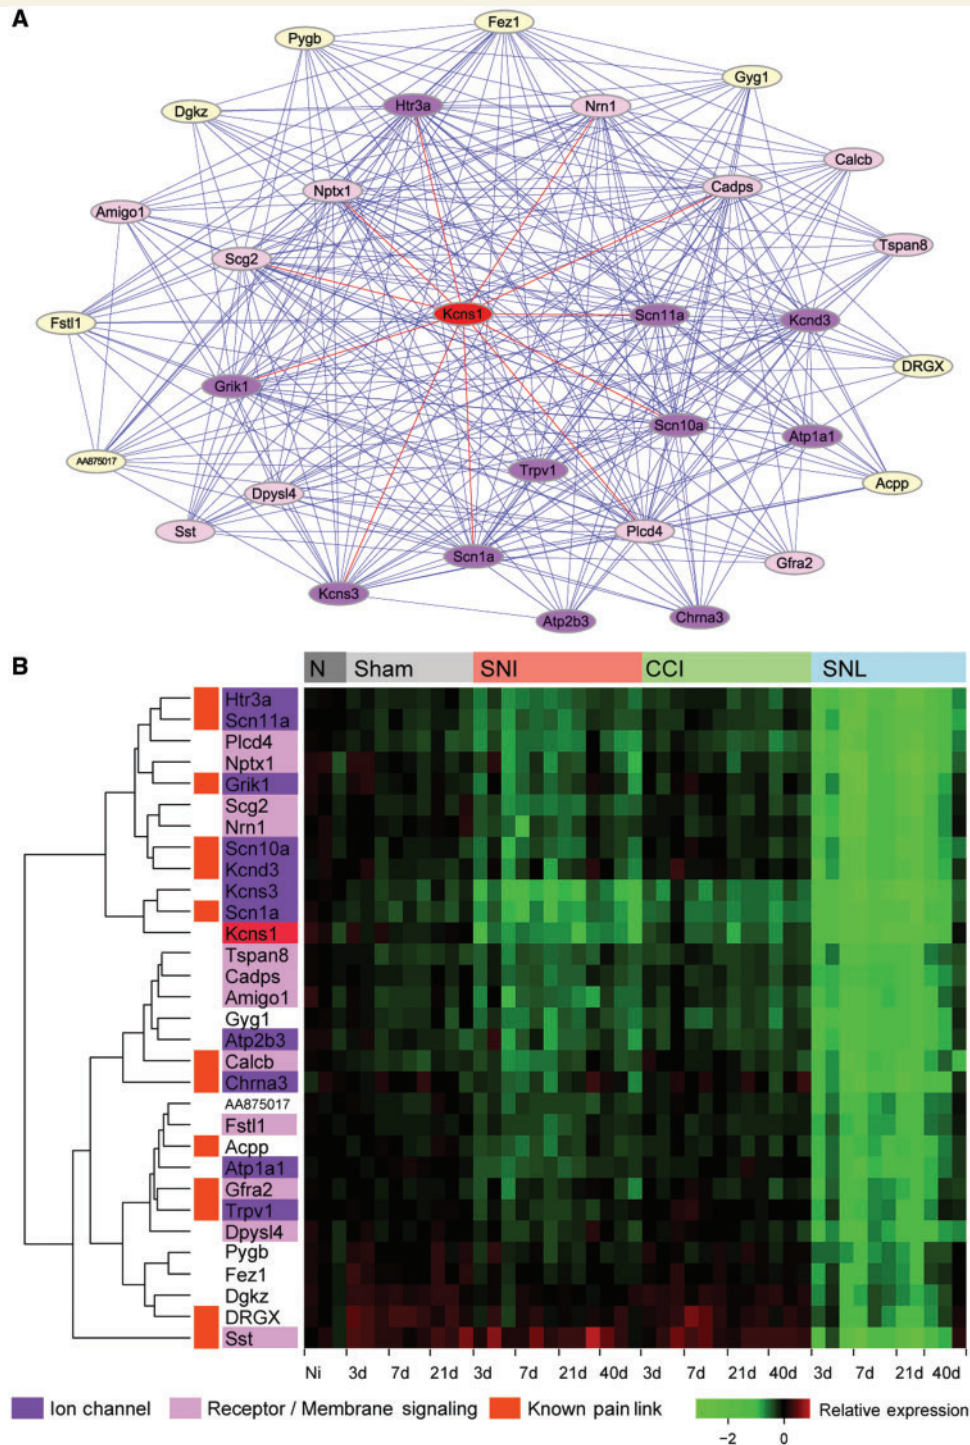 A
Fez1
Pygb
Gyg1
Dgkz
Htr3a
Nrn1
Calcb
Nptx1
Cadps
Amigo1
Tspan8
Scg2
Kcns1
Scn11a
Kcnd3
Fstl1
DRGX
Grik1
Scn10a
Atp1a1
AA875017
Trpv1
Acpp
Dpysl4
Sst
Plcd4
Scn1a
Gfra2
Kcns3
Atp2b3
Chrna3
B
N Sham SNI CCI SNL
Htr3a
Scn11a
Plcd4
Nptx1
Grik1
Scg2
Nrn1
Scn10a
Kcnd3
Kcns3
Scn1a
Kcns1
Tspan8
Cadps
Amigo1
Gyg1
Atp2b3
Calcb
Chrna3
AA875017
Fstl1
Acpp
Atp1a1
Gfra2
Trpv1
Dpysl4
Pygb
Fez1
Dgkz
DRGX
Sst
Ni 3d 7d 21d 3d 7d 21d 40d 3d 7d 21d 40d 3d 7d 21d 40d
Ion channel Receptor / Membrane signaling Known pain link Relative expression
−2 0